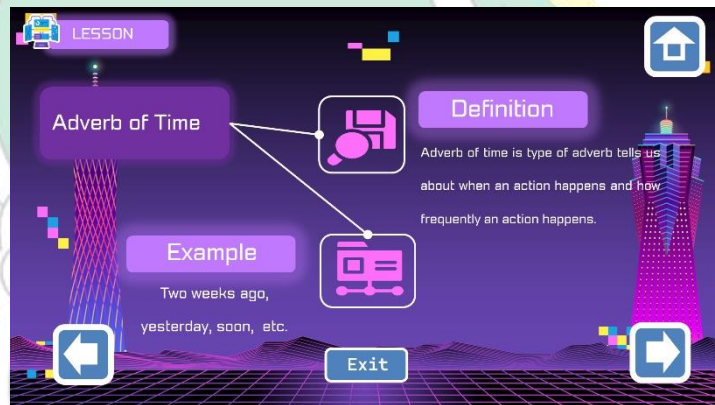 LESSON
Adverb of Time
Definition
Adverb of time is type of adverb tells us
about when an action happens and how
frequently an action happens.
Example
Two weeks ago,
yesterday, soon, etc.
Exit